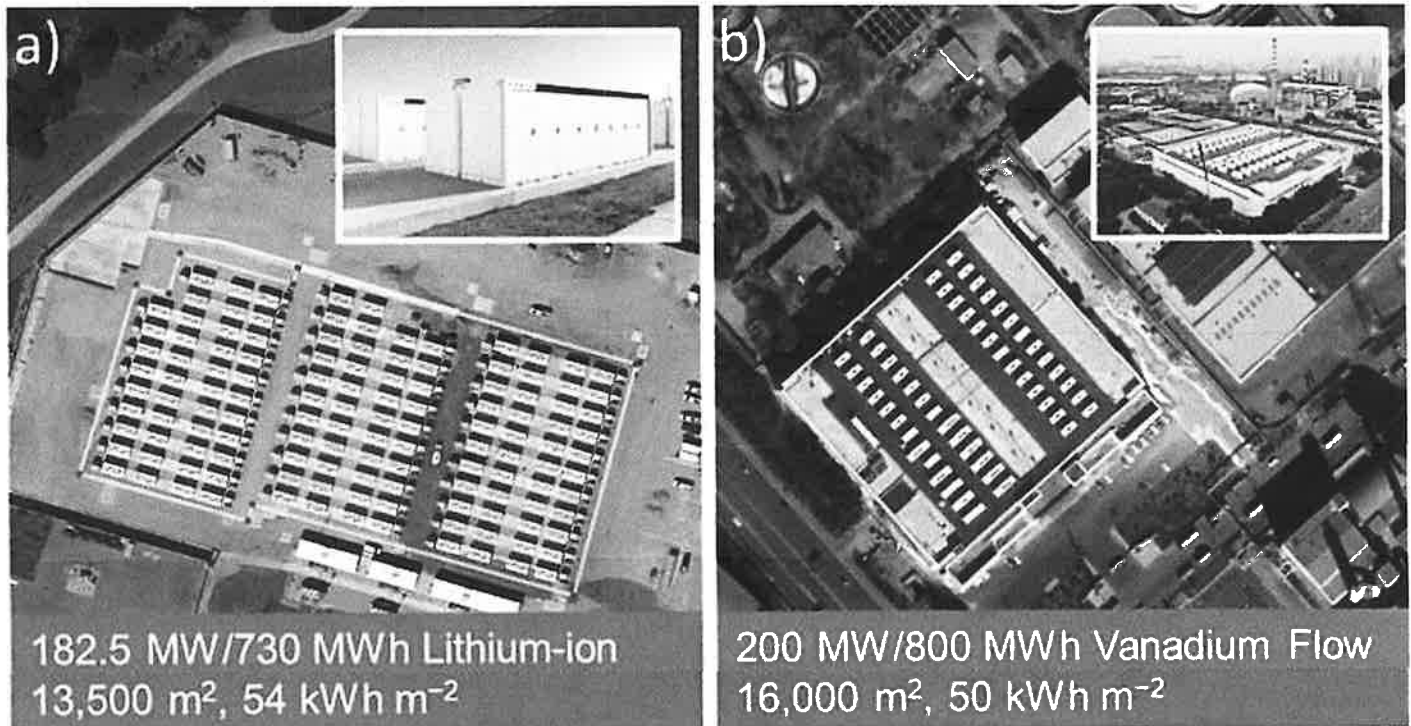 a)
182.5 MW/730 MWh Lithium-ion
13,500 m², 54 kWh m⁻²
b)
200 MW/800 MWh Vanadium Flow
16,000 m², 50 kWh m⁻²